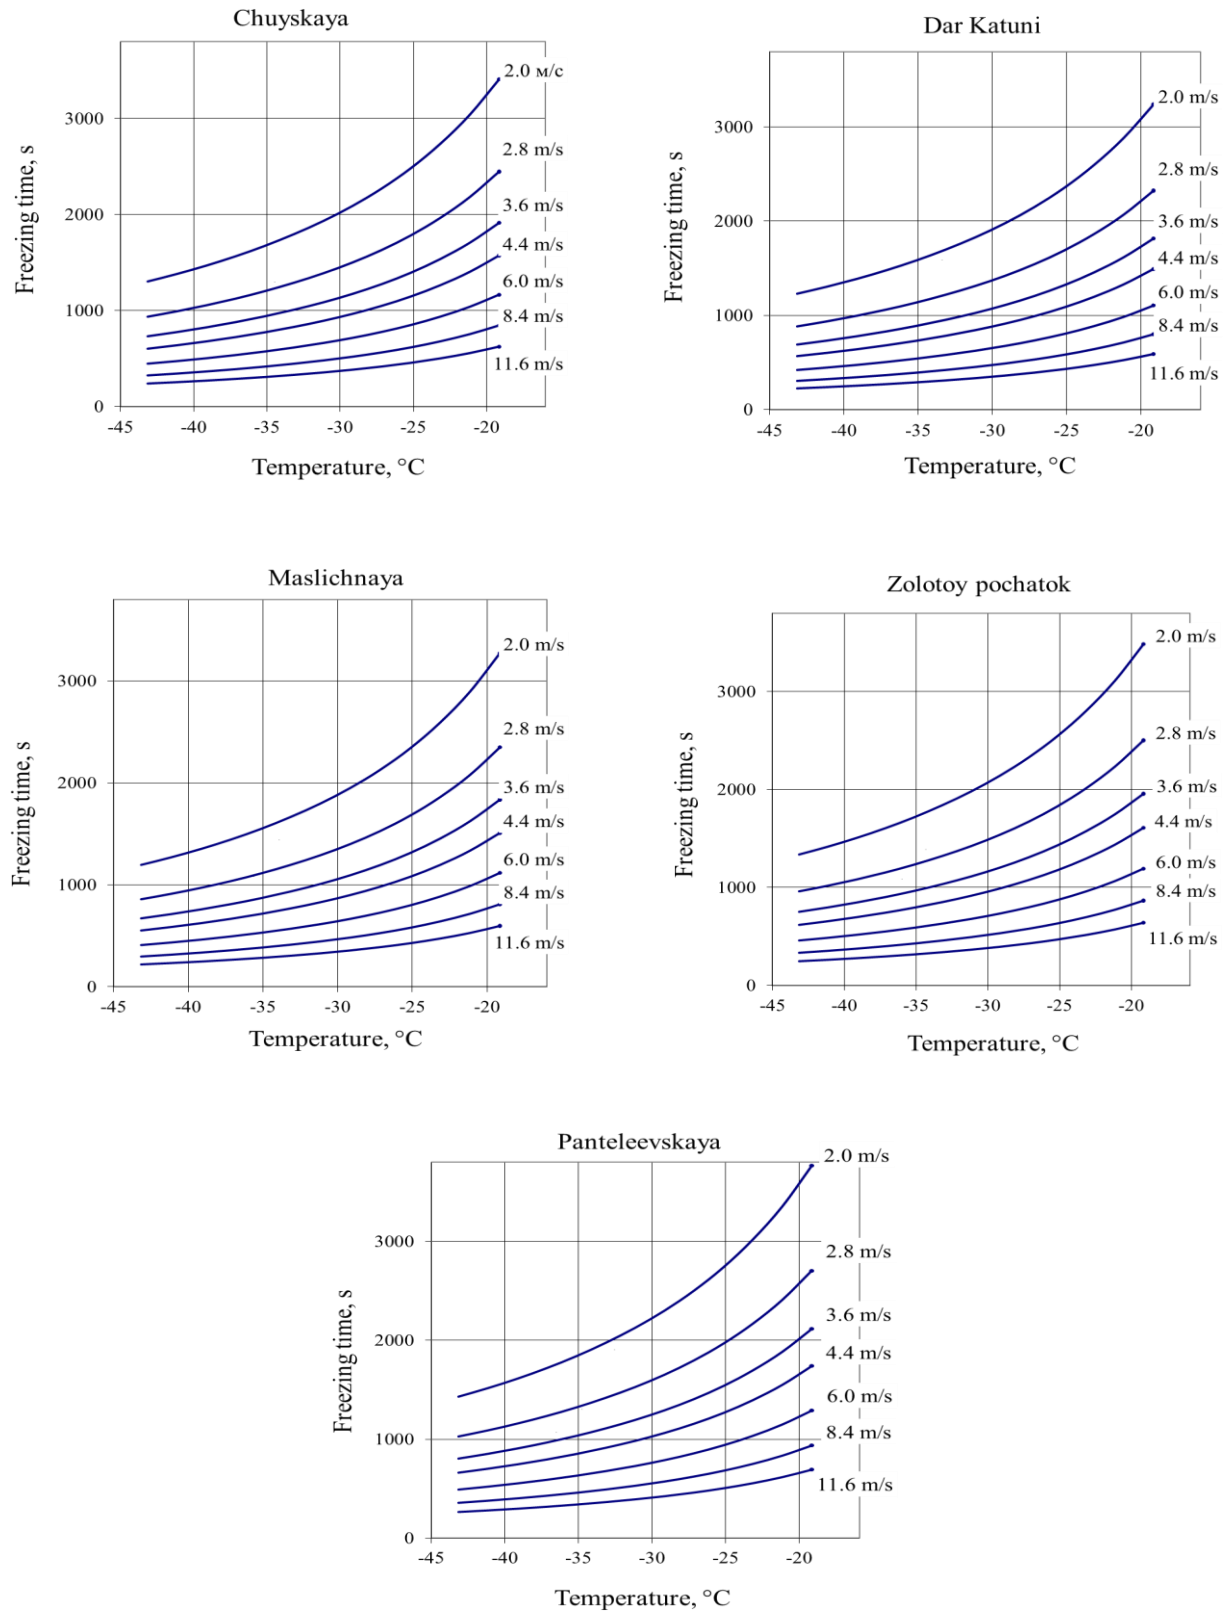 Chuyskaya
Freezing time, s
3000
2000
1000
0
-45 -40 -35 -30 -25 -20
2.0 м/с
2.8 m/s
3.6 m/s
4.4 m/s
6.0 m/s
8.4 m/s
11.6 m/s
Temperature, °C
Dar Katuni
Freezing time, s
3000
2000
1000
0
-45 -40 -35 -30 -25 -20
2.0 m/s
2.8 m/s
3.6 m/s
4.4 m/s
6.0 m/s
8.4 m/s
11.6 m/s
Temperature, °C
Maslichnaya
Freezing time, s
3000
2000
1000
0
-45 -40 -35 -30 -25 -20
2.0 m/s
2.8 m/s
3.6 m/s
4.4 m/s
6.0 m/s
8.4 m/s
11.6 m/s
Temperature, °C
Zolotoy pochatok
Freezing time, s
3000
2000
1000
0
-45 -40 -35 -30 -25 -20
2.0 m/s
2.8 m/s
3.6 m/s
4.4 m/s
6.0 m/s
8.4 m/s
11.6 m/s
Temperature, °C
Panteleevskaya
Freezing time, s
3000
2000
1000
0
-45 -40 -35 -30 -25 -20
2.0 m/s
2.8 m/s
3.6 m/s
4.4 m/s
6.0 m/s
8.4 m/s
11.6 m/s
Temperature, °C